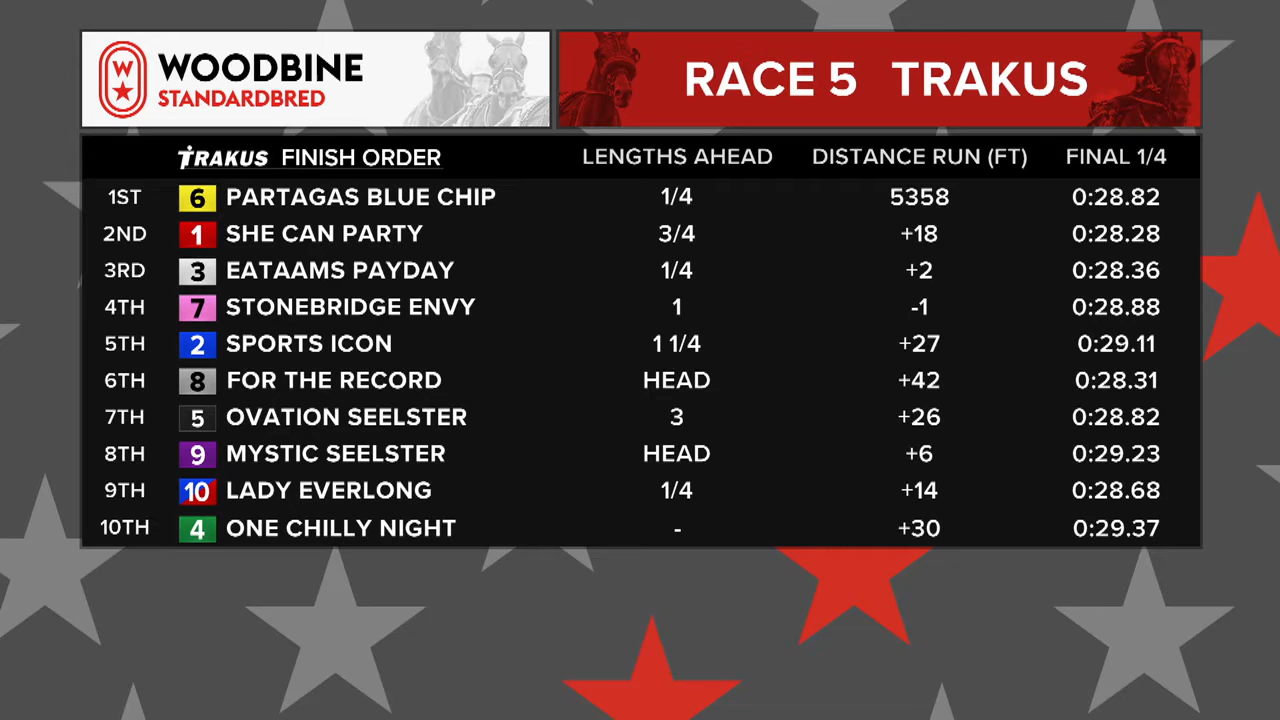 W
WOODBINE
STANDARDBRED
RACE 5 TRAKUS
TRAKUS FINISH ORDER LENGTHS AHEAD DISTANCE RUN (FT) FINAL 1/4
1ST 6 PARTAGAS BLUE CHIP 1/4 5358 0:28.82
2ND 1 SHE CAN PARTY 3/4 +18 0:28.28
3RD 3 EATAAMS PAYDAY 1/4 +2 0:28.36
4TH 7 STONEBRIDGE ENVY 1 -1 0:28.88
5TH 2 SPORTS ICON 1 1/4 +27 0:29.11
6TH 8 FOR THE RECORD HEAD +42 0:28.31
7TH 5 OVATION SEELSTER 3 +26 0:28.82
8TH 9 MYSTIC SEELSTER HEAD +6 0:29.23
9TH 10 LADY EVERLONG 1/4 +14 0:28.68
10TH 4 ONE CHILLY NIGHT - +30 0:29.37